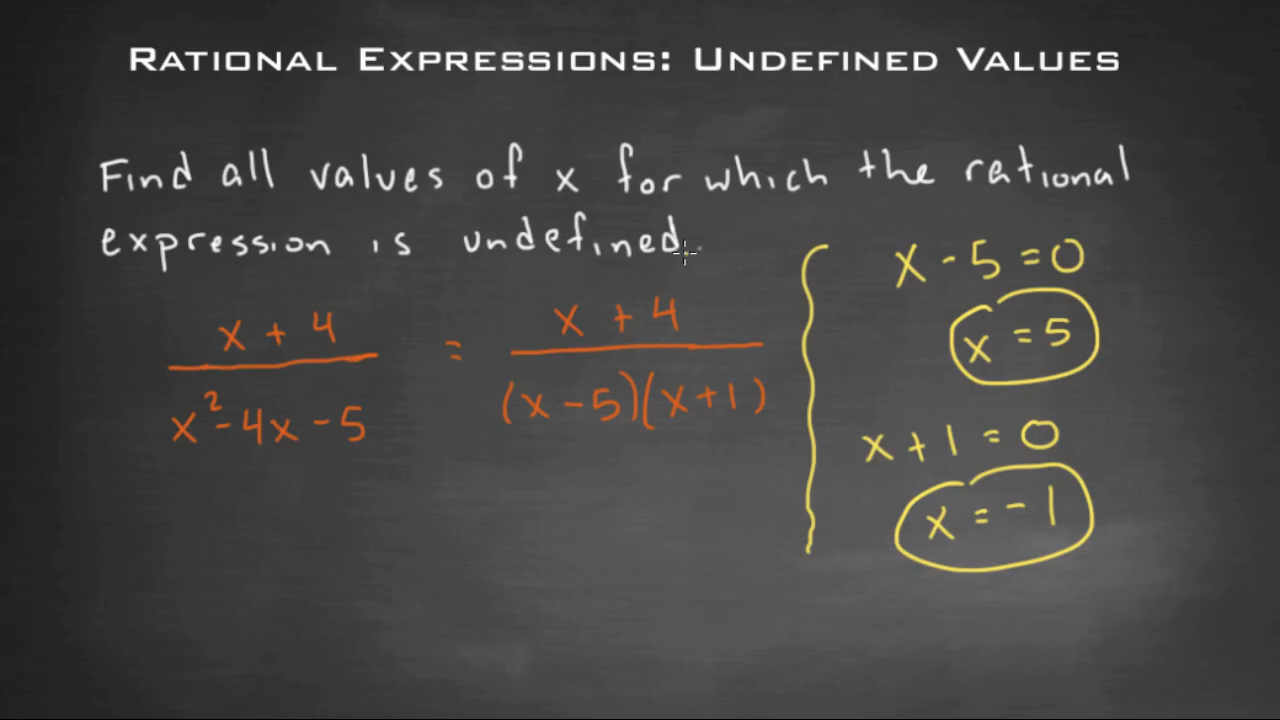 RATIONAL EXPRESSIONS: UNDEFINED VALUES
Find all values of x for which the rational
expression is undefined.
x + 4 / x² - 4x - 5 = x + 4 / (x - 5)(x + 1)
x - 5 = 0
x = 5
x + 1 = 0
x = -1